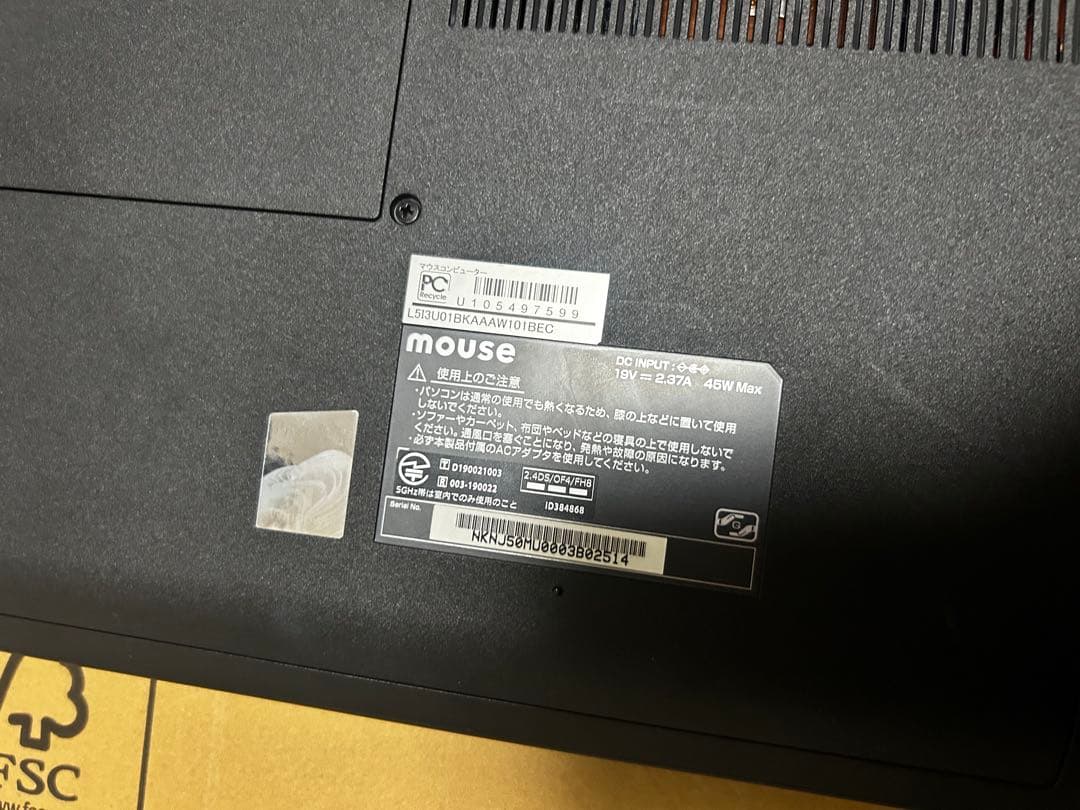 マウスコンピューター
PC
Recycle
U105497599
L5I3U01BKAAAW101BEC
mouse
DC INPUT:
19V 2.37A 45W Max
使用上のご注意
・パソコンは通常の使用でも熱くなるため、膝の上などに置いて使用
しないでください。
・ソファーやカーペット、布団やベッドなどの寝具の上で使用しないで
ください。通風口を塞ぐことになり、発熱や故障の原因になります。
・必ず本製品付属のACアダプタを使用してください。
T D190021003
R 003-190022
5GHz帯は室内でのみ使用のこと
2.4DS/OF4/FH8
ID384868
G
Serial No.
NKNJ50MU0003B02514
FSC